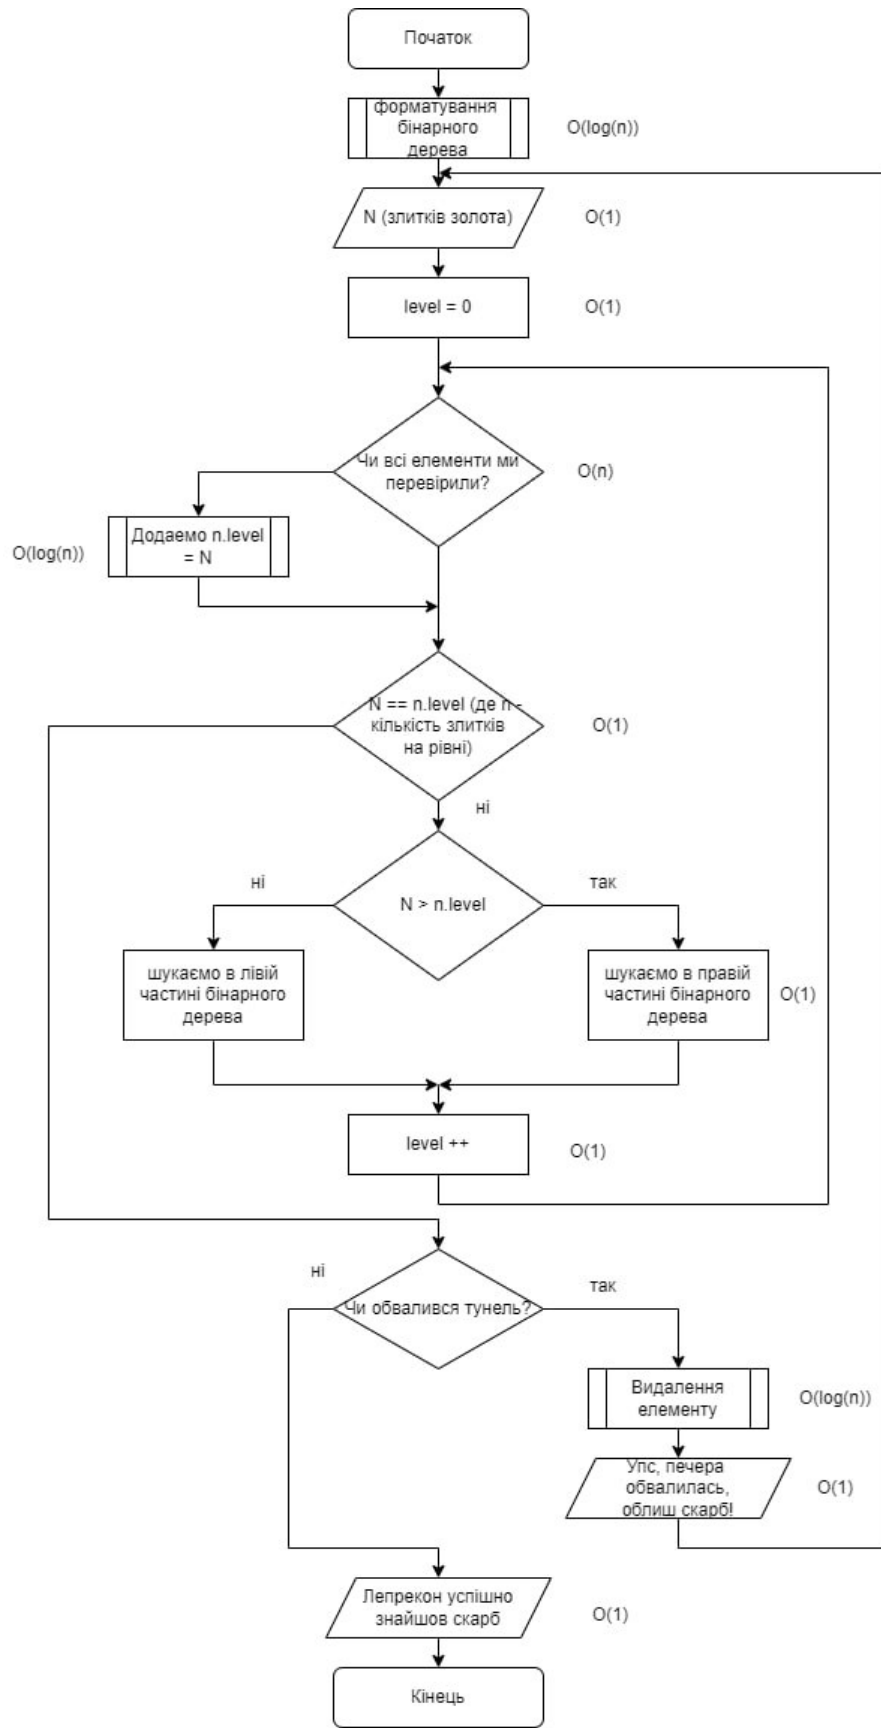 Початок
форматування
бінарного
дерева
O(log(n))
N (злитків золота)
O(1)
level = 0
O(1)
Чи всі елементи ми
перевірили?
O(n)
Додаемо n.level
= N
O(log(n))
N == n.level (де n -
кількість злитків
на рівні)
O(1)
ні
N > n.level
ні
так
шукаємо в лівій
частині бінарного
дерева
шукаємо в правій
частині бінарного
дерева
O(1)
level ++
O(1)
Чи обвалився тунель?
ні
так
Видалення
елементу
O(log(n))
Упс, печера
обвалилась,
облиш скарб!
O(1)
Лепрекон успішно
знайшов скарб
O(1)
Кінець